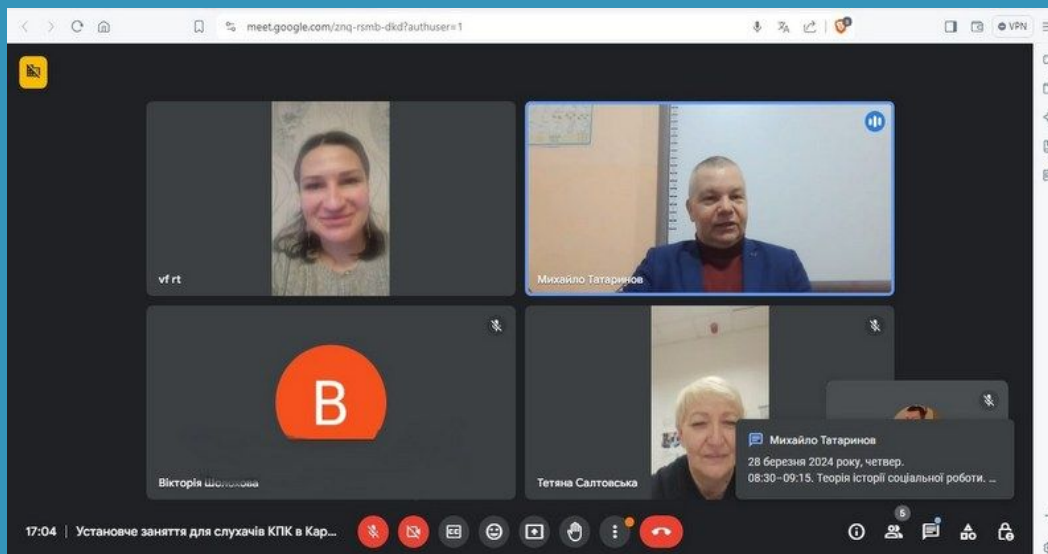 meet.google.com/znq-rsmb-dkd?authuser=1
VPN
vf rt
Михайло Татаринов
В
Вікторія Шолохова
Тетяна Салтовська
Михайло Татаринов
28 березня 2024 року, четвер.
08:30–09:15. Теорія історії соціальної роботи. ...
17:04 | Установче заняття для слухачів КПК в Кар...
5